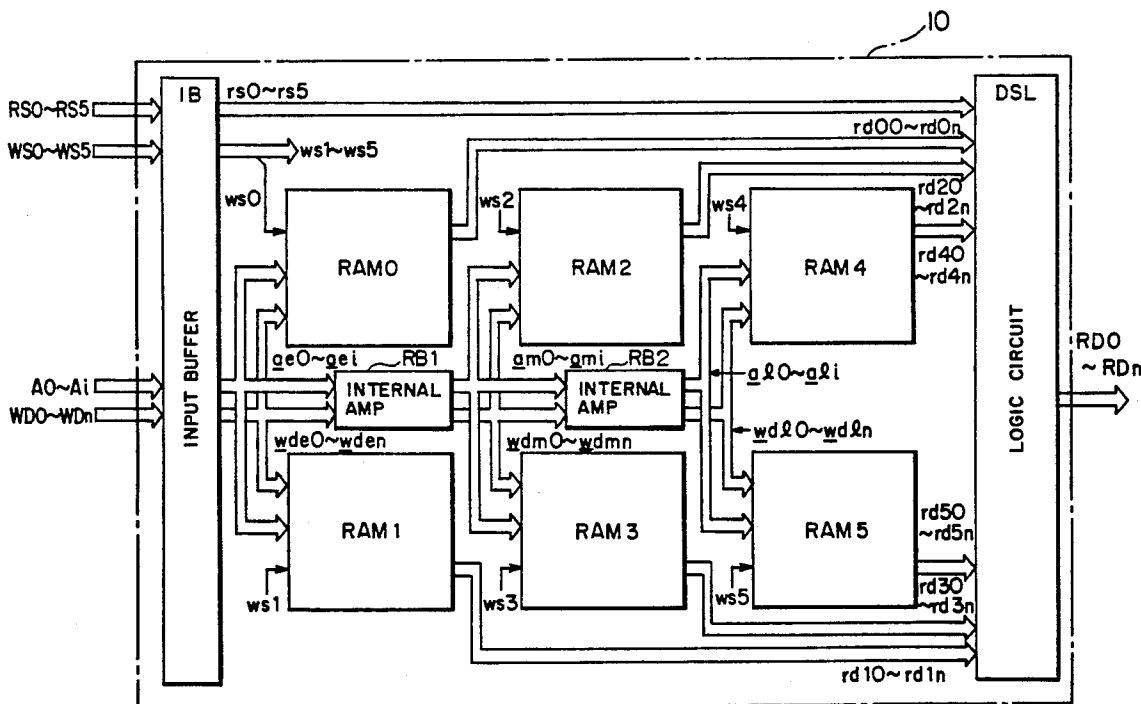 10
IB
rs0~rs5
DSL
RS0~RS5
rd00~rd0n
WS0~WS5
ws1~ws5
ws0
ws2
ws4
rd20
~rd2n
RAM0
RAM2
RAM4
rd40
~rd4n
ae0~aei
RB1
am0~ami
RB2
RD0
~RDn
A0~Ai
INTERNAL
AMP
INTERNAL
AMP
al0~ali
WD0~WDn
INPUT BUFFER
LOGIC CIRCUIT
wde0~wden
wdm0~wdmn
wdl0~wdln
RAM1
RAM3
RAM5
rd50
~rd5n
ws1
ws3
ws5
rd30
~rd3n
rd10~rd1n